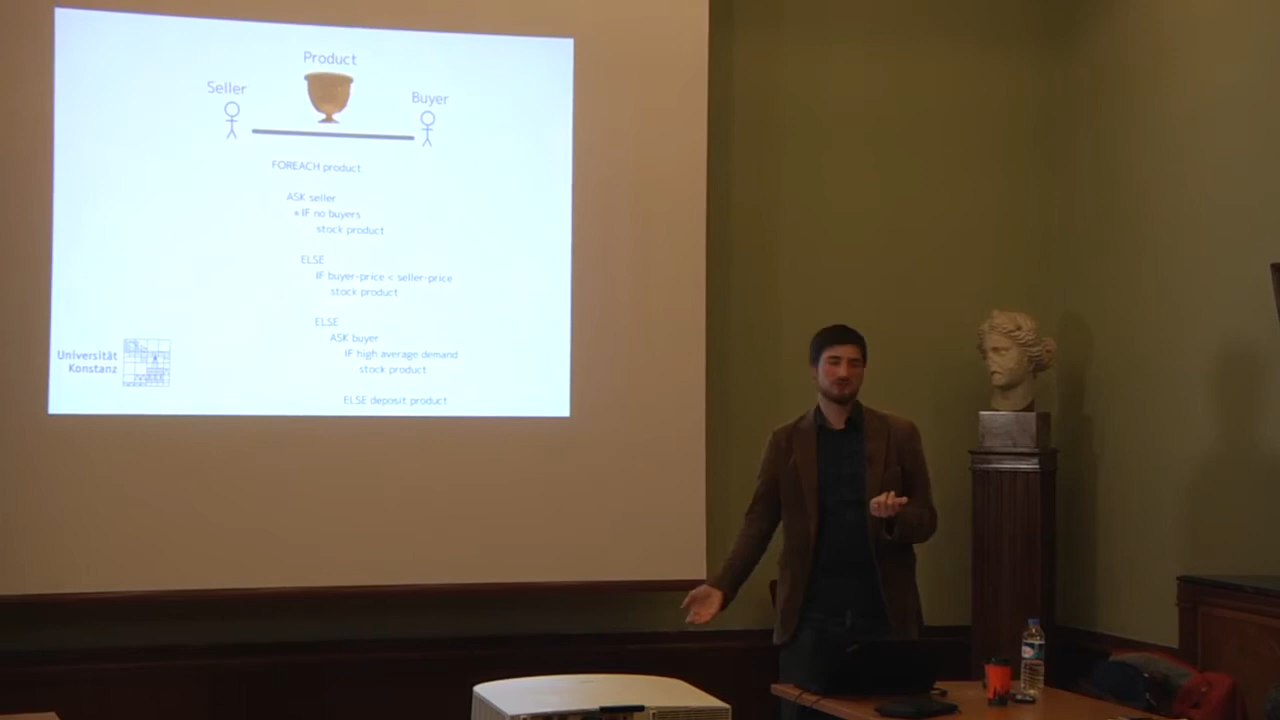 Product
Seller
Buyer
FOREACH product
ASK seller
IF no buyers
stock product
ELSE
IF buyer-price < seller-price
stock product
ELSE
ASK buyer
IF high average demand
stock product
ELSE deposit product
Universität
Konstanz